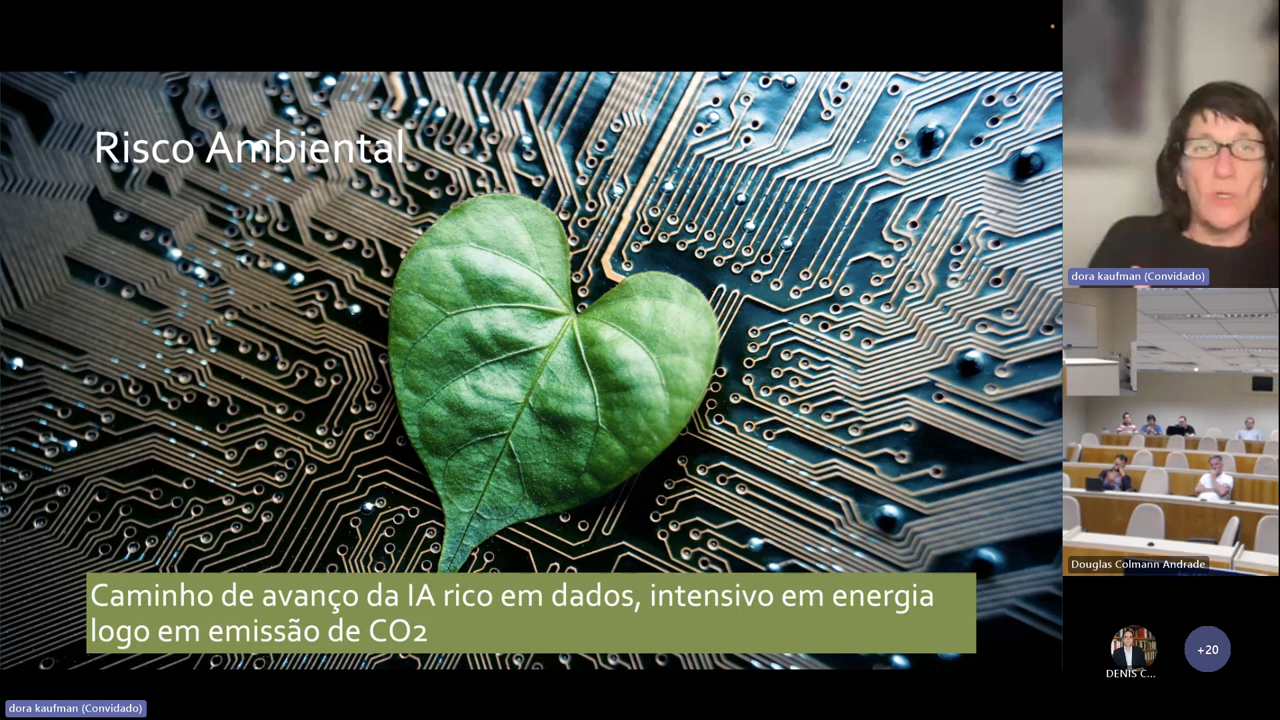 Risco Ambiental
Caminho de avanço da IA rico em dados, intensivo em energia
logo em emissão de CO2
dora kaufman (Convidado)
dora kaufman (Convidado)
Douglas Colmann Andrade
DENIS C...
+20